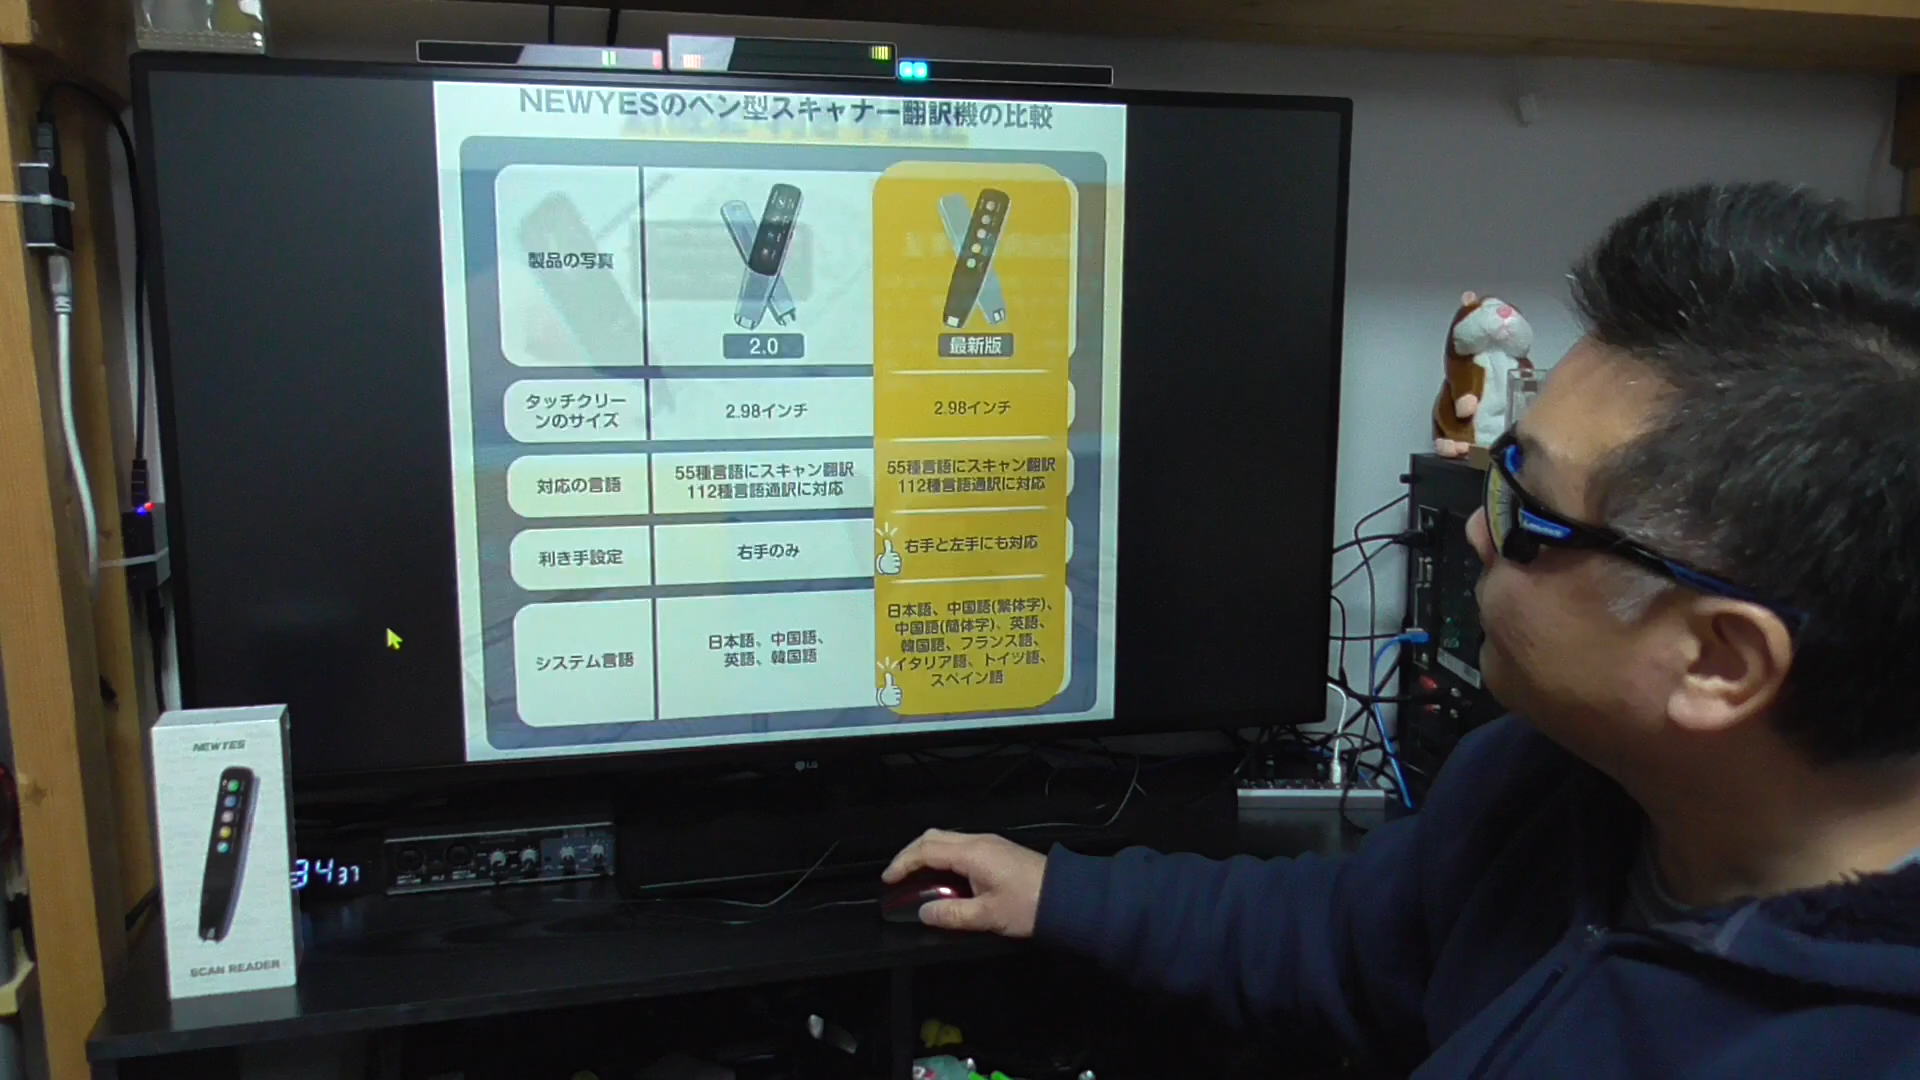 NEWYESのペン型スキャナー翻訳機の比較
製品の写真
2.0
最新版
タッチクリー
ンのサイズ
2.98インチ
2.98インチ
対応の言語
55種言語にスキャン翻訳
112種言語通訳に対応
55種言語にスキャン翻訳
112種言語通訳に対応
利き手設定
右手のみ
右手と左手にも対応
システム言語
日本語、中国語、
英語、韓国語
日本語、中国語(繁体字)、
中国語(簡体字)、英語、
韓国語、フランス語、
イタリア語、トイツ語、
スペイン語
LG
NEWYES
SCAN READER
34 37